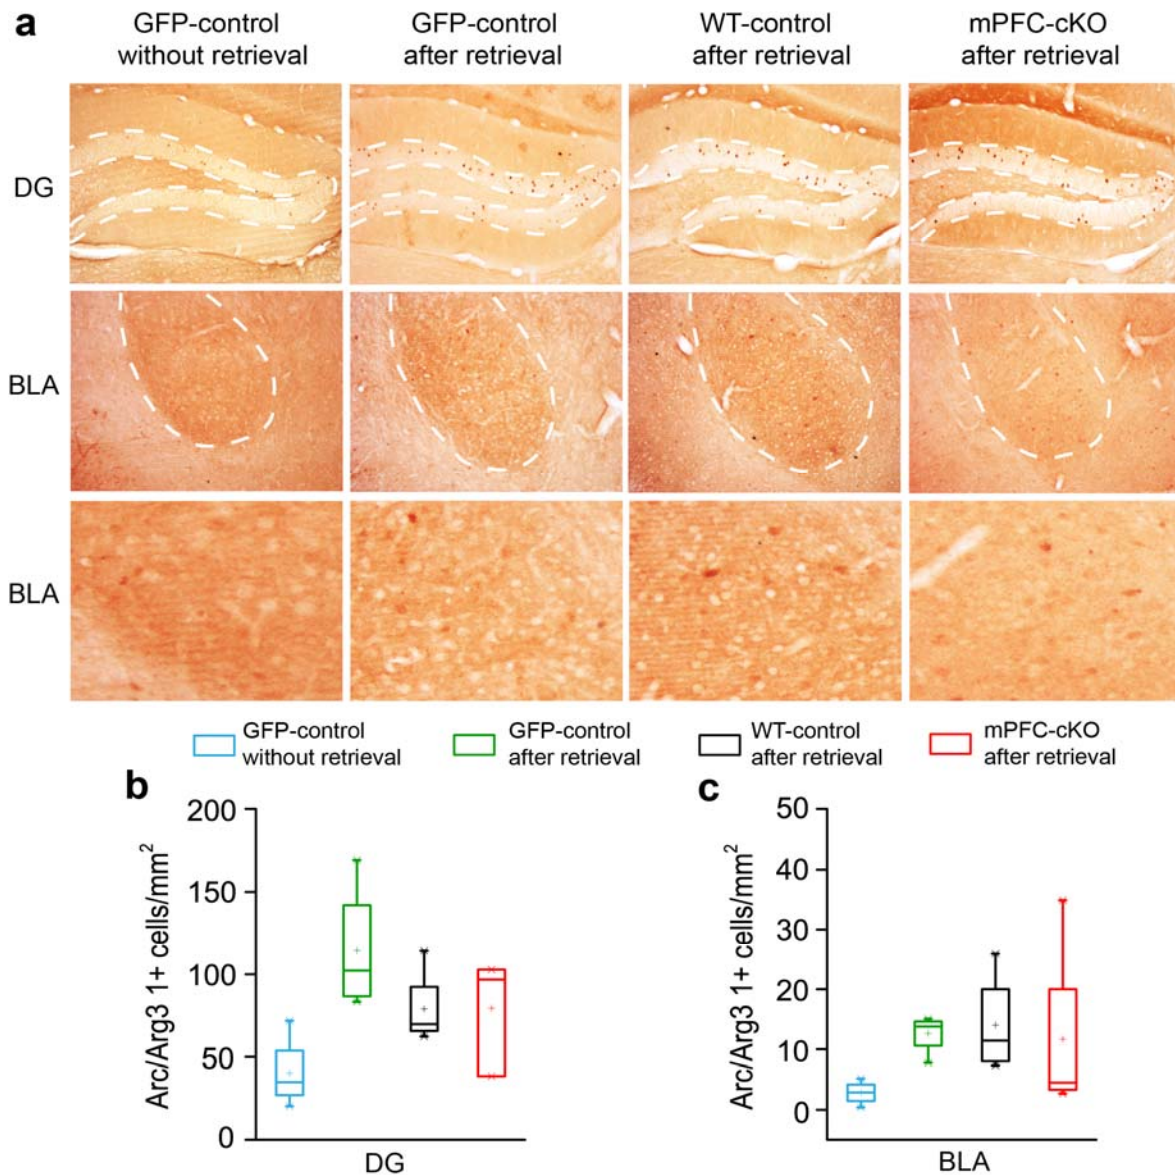 a
GFP-control
without retrieval
GFP-control
after retrieval
WT-control
after retrieval
mPFC-cKO
after retrieval
DG
BLA
BLA
GFP-control
without retrieval
GFP-control
after retrieval
WT-control
after retrieval
mPFC-cKO
after retrieval
b
200
150
100
50
0
Arc/Arg3 1+ cells/mm²
DG
c
50
40
30
20
10
0
Arc/Arg3 1+ cells/mm²
BLA